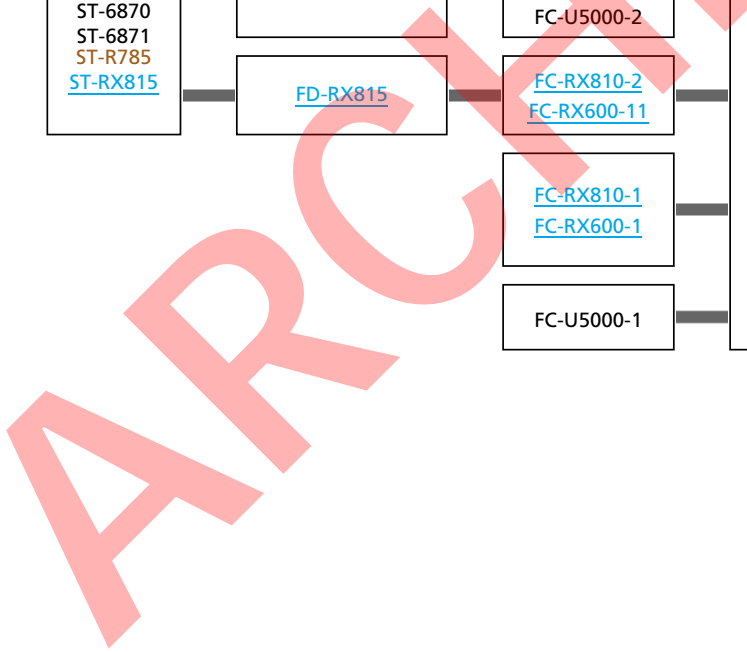 ST-6870
ST-6871
ST-R785
ST-RX815
FD-RX815
FC-U5000-2
FC-RX810-2
FC-RX600-11
FC-RX810-1
FC-RX600-1
FC-U5000-1
ARCH